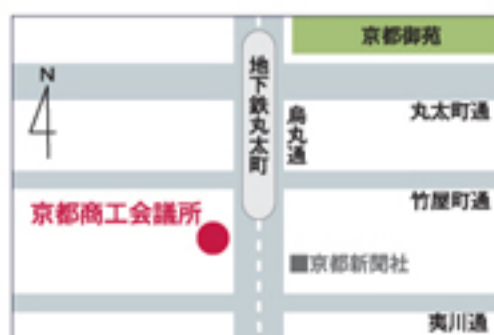 京都御苑
N
地下鉄丸太町
烏丸通
丸太町通
竹屋町通
京都商工会議所
■京都新聞社
夷川通